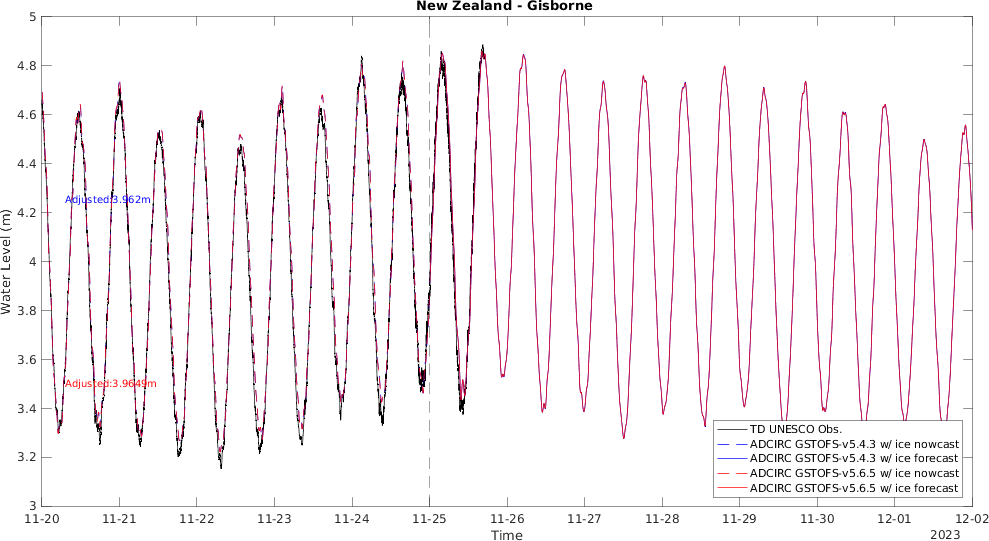 New Zealand - Gisborne
5
4.8
4.6
4.4
4.2
4
3.8
3.6
3.4
3.2
3
Water Level (m)
Adjusted:3.962m
Adjusted:3.9649m
TD UNESCO Obs.
ADCIRC GSTOFS-v5.4.3 w/ ice nowcast
ADCIRC GSTOFS-v5.4.3 w/ ice forecast
ADCIRC GSTOFS-v5.6.5 w/ ice nowcast
ADCIRC GSTOFS-v5.6.5 w/ ice forecast
11-20 11-21 11-22 11-23 11-24 11-25 11-26 11-27 11-28 11-29 11-30 12-01 12-02
Time
2023